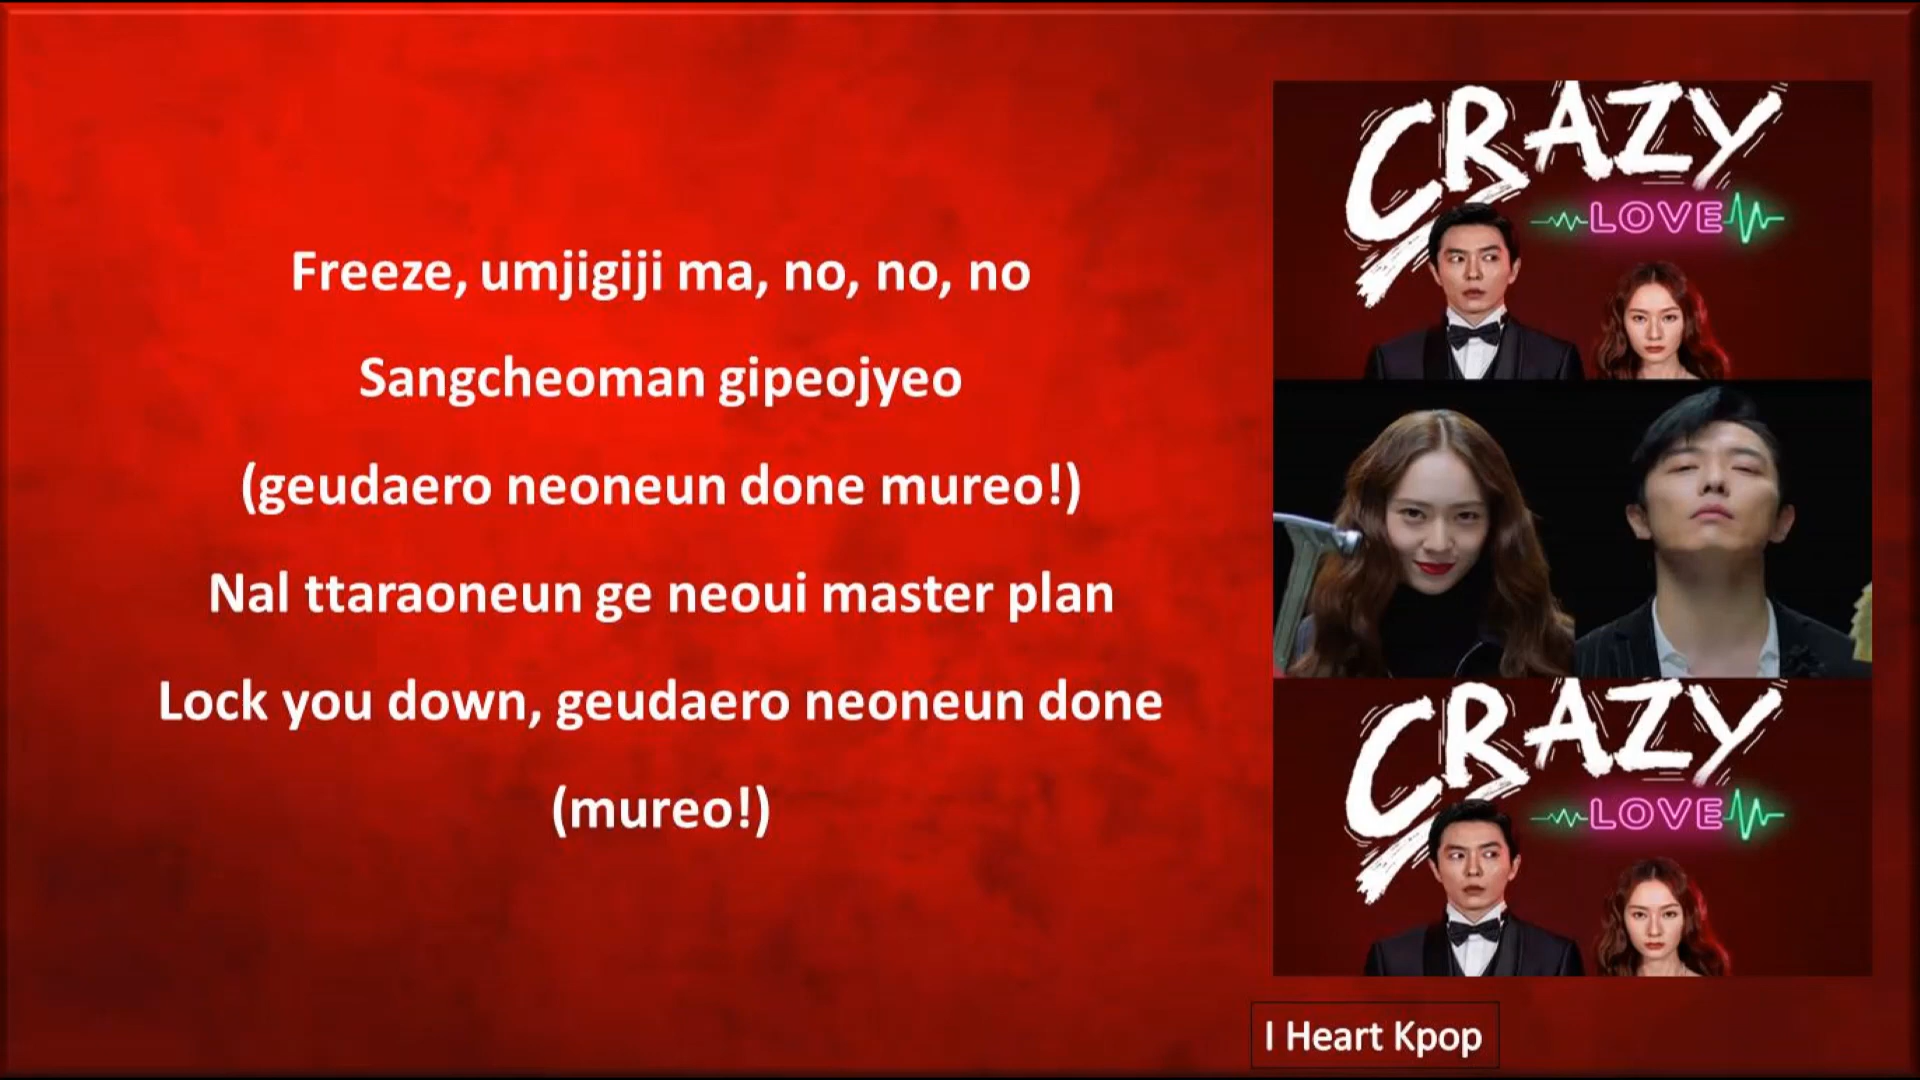 Freeze, umjigiji ma, no, no, no
Sangcheoman gipeojyeo
(geudaero neoneun done mureo!)
Nal ttaraoneun ge neoui master plan
Lock you down, geudaero neoneun done
(mureo!)
CRAZY
LOVE
CRAZY
LOVE
I Heart Kpop